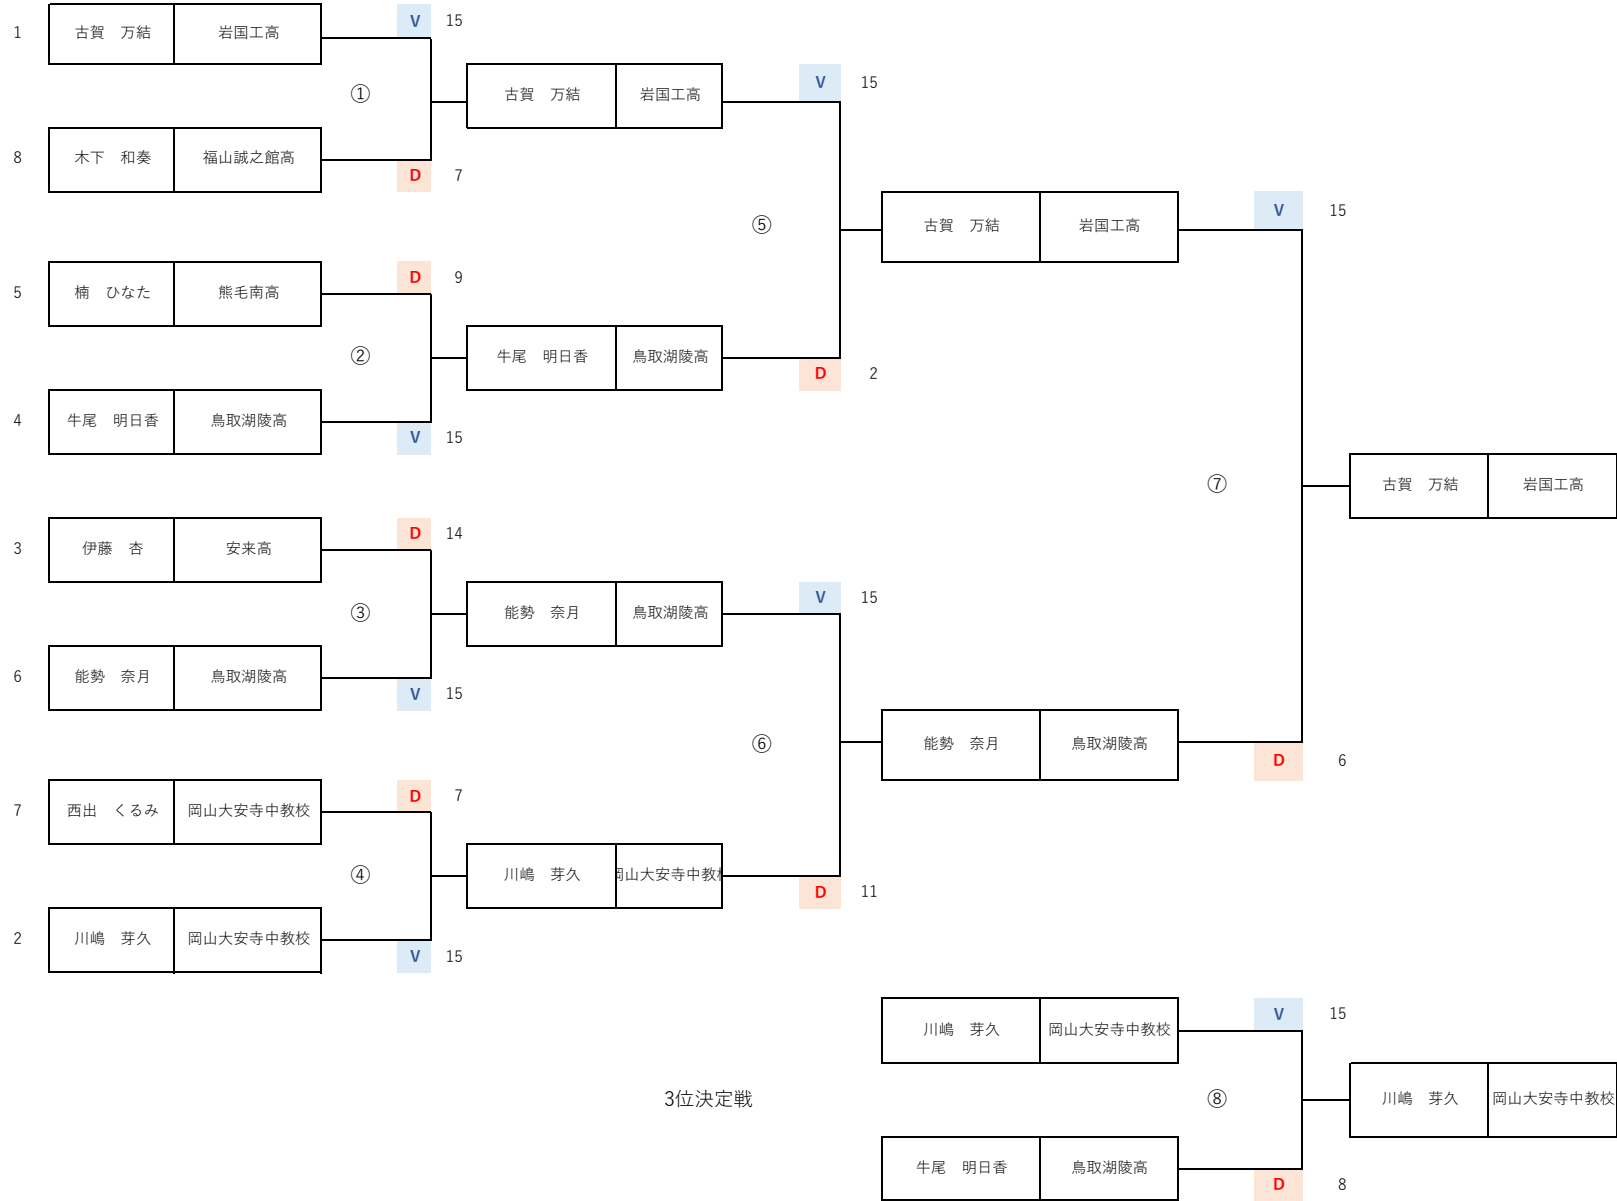 1 古賀　万結 岩国工高 V 15
① 古賀　万結 岩国工高 V 15
8 木下　和奏 福山誠之館高 D 7
⑤ 古賀　万結 岩国工高 V 15
5 楠　ひなた 熊毛南高 D 9
② 牛尾　明日香 鳥取湖陵高 D 2
4 牛尾　明日香 鳥取湖陵高 V 15
⑦ 古賀　万結 岩国工高
3 伊藤　杏 安来高 D 14
③ 能勢　奈月 鳥取湖陵高 V 15
6 能勢　奈月 鳥取湖陵高 V 15
⑥ 能勢　奈月 鳥取湖陵高 D 6
7 西出　くるみ 岡山大安寺中教校 D 7
④ 川嶋　芽久 岡山大安寺中教校 D 11
2 川嶋　芽久 岡山大安寺中教校 V 15
川嶋　芽久 岡山大安寺中教校 V 15
3位決定戦 ⑧ 川嶋　芽久 岡山大安寺中教校
牛尾　明日香 鳥取湖陵高 D 8